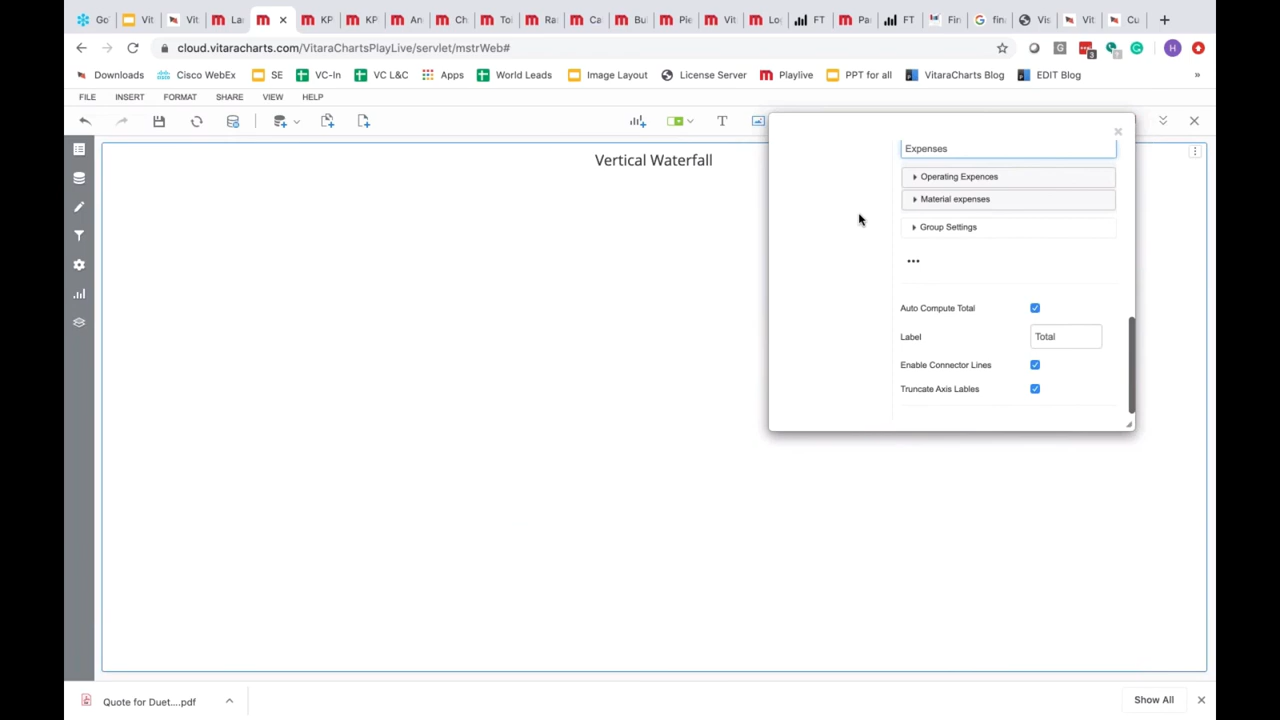 Go
Vit
Vit
La
KP
KP
An
Ch
Toi
Ra
Ca
Bu
Pie
Vit
Lo
FT
Pa
FT
Fin
fin
Vis
Vit
Cu
cloud.vitaracharts.com/VitaraChartsPlayLive/servlet/mstrWeb#
H
Downloads
Cisco WebEx
SE
VC-In
VC L&C
Apps
World Leads
Image Layout
License Server
Playlive
PPT for all
VitaraCharts Blog
EDIT Blog
»
FILE
INSERT
FORMAT
SHARE
VIEW
HELP
Vertical Waterfall
Expenses
Operating Expences
Material expenses
Group Settings
Auto Compute Total
Label
Total
Enable Connector Lines
Truncate Axis Lables
Quote for Duet....pdf
Show All